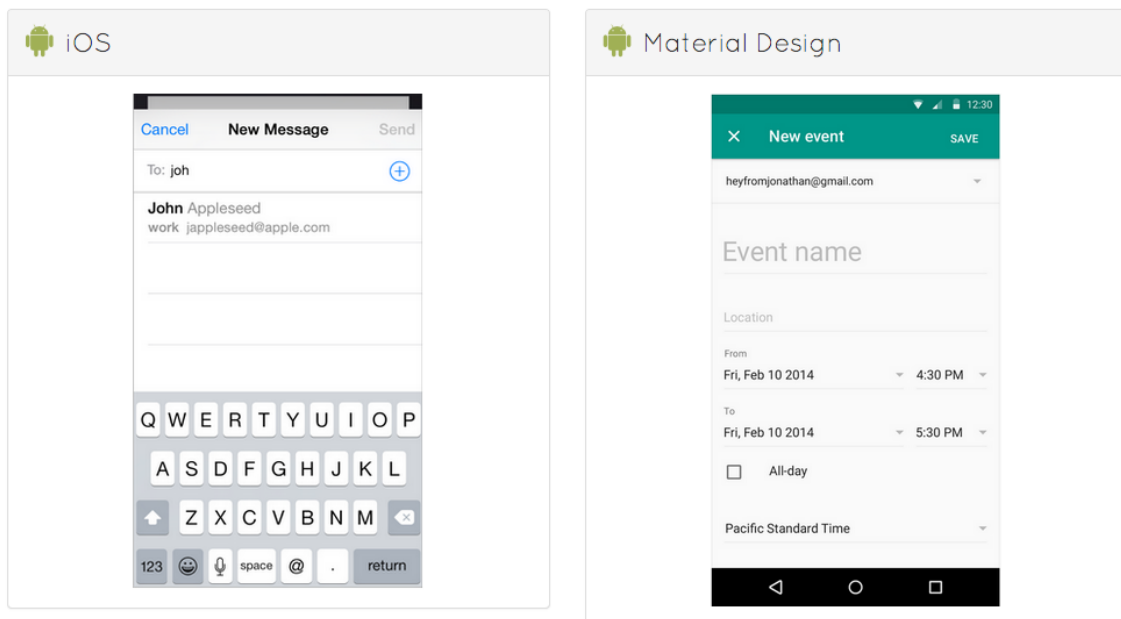 iOS
Cancel New Message Send
To: joh
John Appleseed
work jappleseed@apple.com
Q W E R T Y U I O P
A S D F G H J K L
Z X C V B N M
123 space @ . return
Material Design
12:30
New event SAVE
heyfromjonathan@gmail.com
Event name
Location
From
Fri, Feb 10 2014 4:30 PM
To
Fri, Feb 10 2014 5:30 PM
All-day
Pacific Standard Time